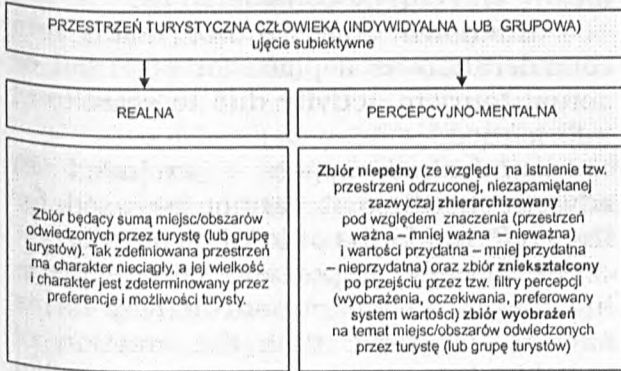 PRZESTRZEŃ TURYSTYCZNA CZŁOWIEKA (INDYWIDYALNA LUB GRUPOWA)
ujęcie subiektywne
REALNA
PERCEPCYJNO-MENTALNA
Zbiór będący sumą miejsc/obszarów
odwiedzonych przez turystę (lub grupę
turystów). Tak zdefiniowana przestrzeń
ma charakter nieciągły, a jej wielkość
i charakter jest zdeterminowany przez
preferencje i możliwości turysty.
Zbiór niepełny (ze względu na istnienie tzw.
przestrzeni odrzuconej, niezapamiętanej
zazwyczaj zhierarchizowany
pod względem znaczenia (przestrzeń
ważna – mniej ważna – nieważna)
i wartości przydatna – mniej przydatna
– nieprzydatna) oraz zbiór zniekształcony
po przejściu przez tzw. filtry percepcji
(wyobrażenia, oczekiwania, preferowany
system wartości) zbiór wyobrażeń
na temat miejsc/obszarów odwiedzonych
przez turystę (lub grupę turystów)